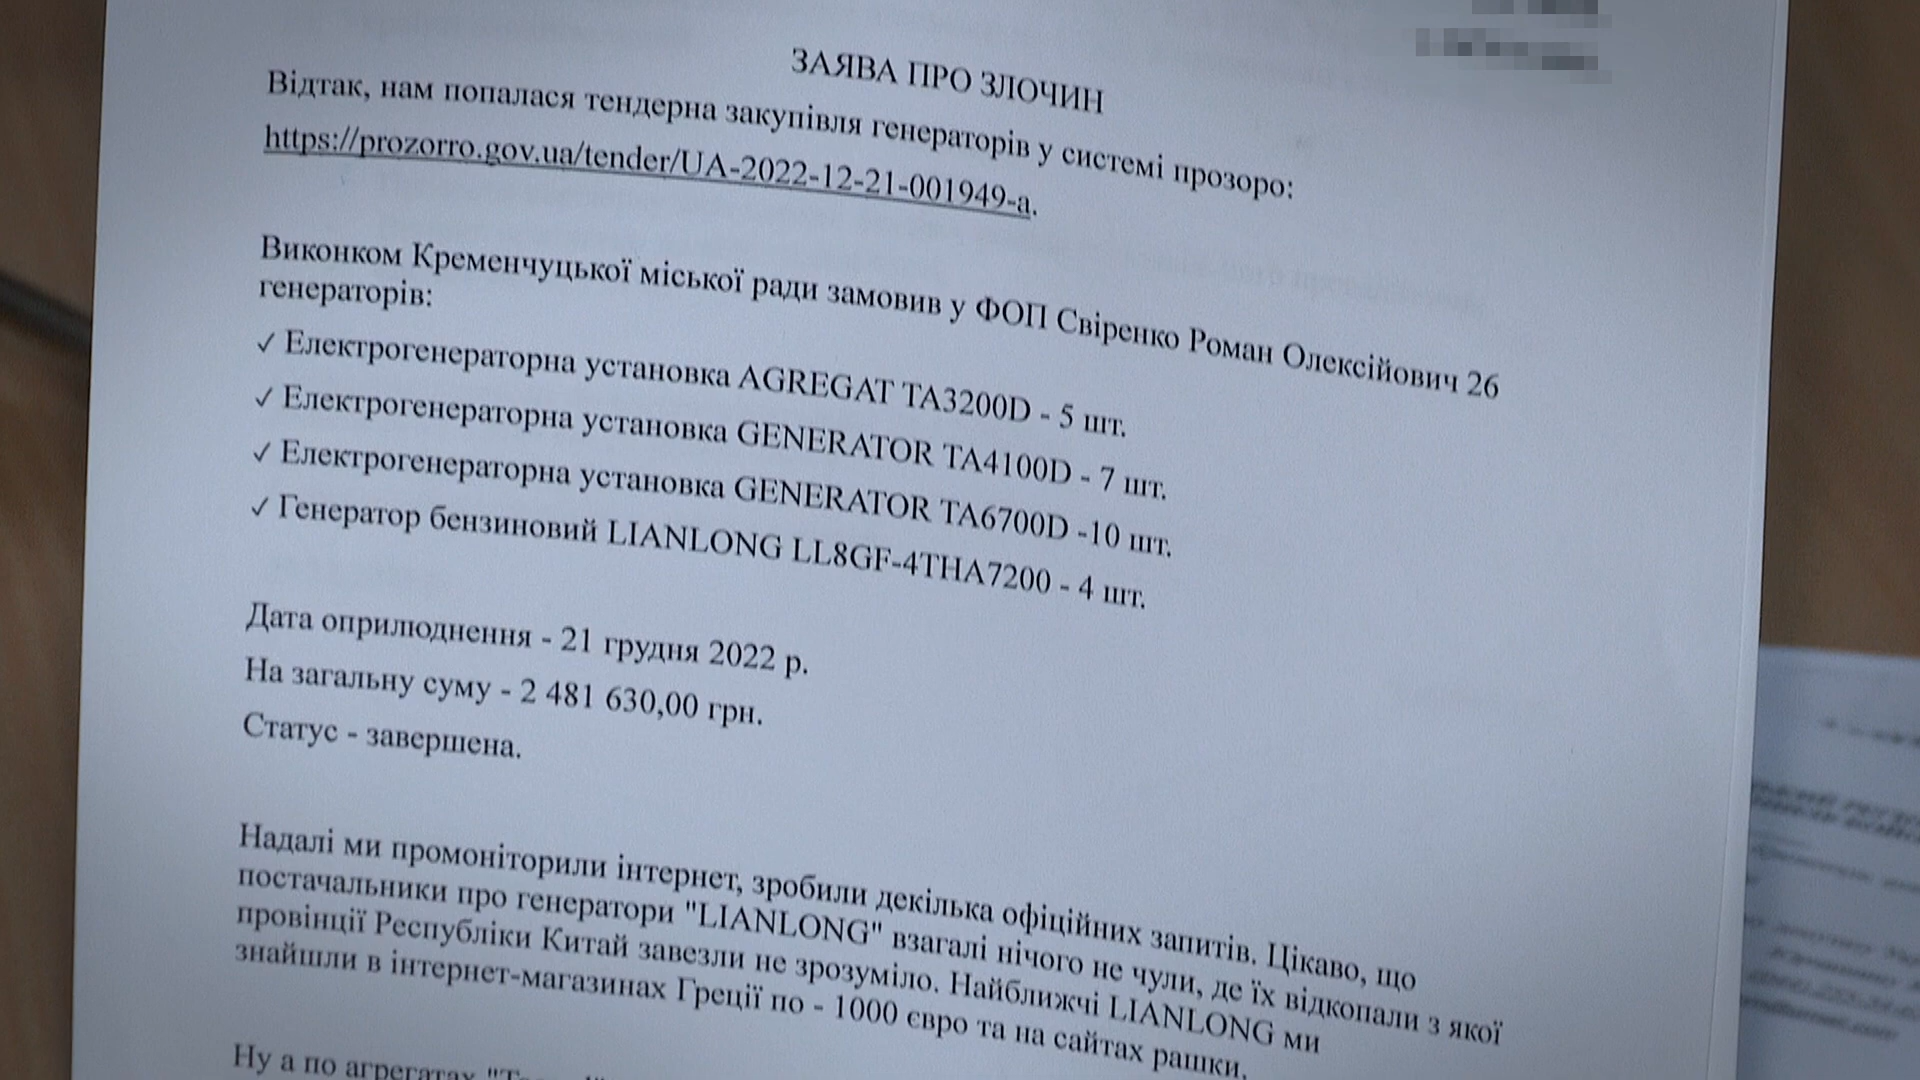 ЗАЯВА ПРО ЗЛОЧИН
Відтак, нам попалася тендерна закупівля генераторів у системі прозоро:
https://prozorro.gov.ua/tender/UA-2022-12-21-001949-a.
Виконком Кременчуцької міської ради замовив у ФОП Свіренко Роман Олексійович 26
генераторів:
✓ Електрогенераторна установка AGREGAT TA3200D - 5 шт.
✓ Електрогенераторна установка GENERATOR TA4100D - 7 шт.
✓ Електрогенераторна установка GENERATOR TA6700D -10 шт.
✓ Генератор бензиновий LIANLONG LL8GF-4THA7200 - 4 шт.
Дата оприлюднення - 21 грудня 2022 р.
На загальну суму - 2 481 630,00 грн.
Статус - завершена.
Надалі ми промоніторили інтернет, зробили декілька офіційних запитів. Цікаво, що
постачальники про генератори "LIANLONG" взагалі нічого не чули, де їх відкопали з якої
провінції Республіки Китай завезли не зрозуміло. Найближчі LIANLONG ми
знайшли в інтернет-магазинах Греції по - 1000 євро та на сайтах рашки.
Ну а по агрегатах